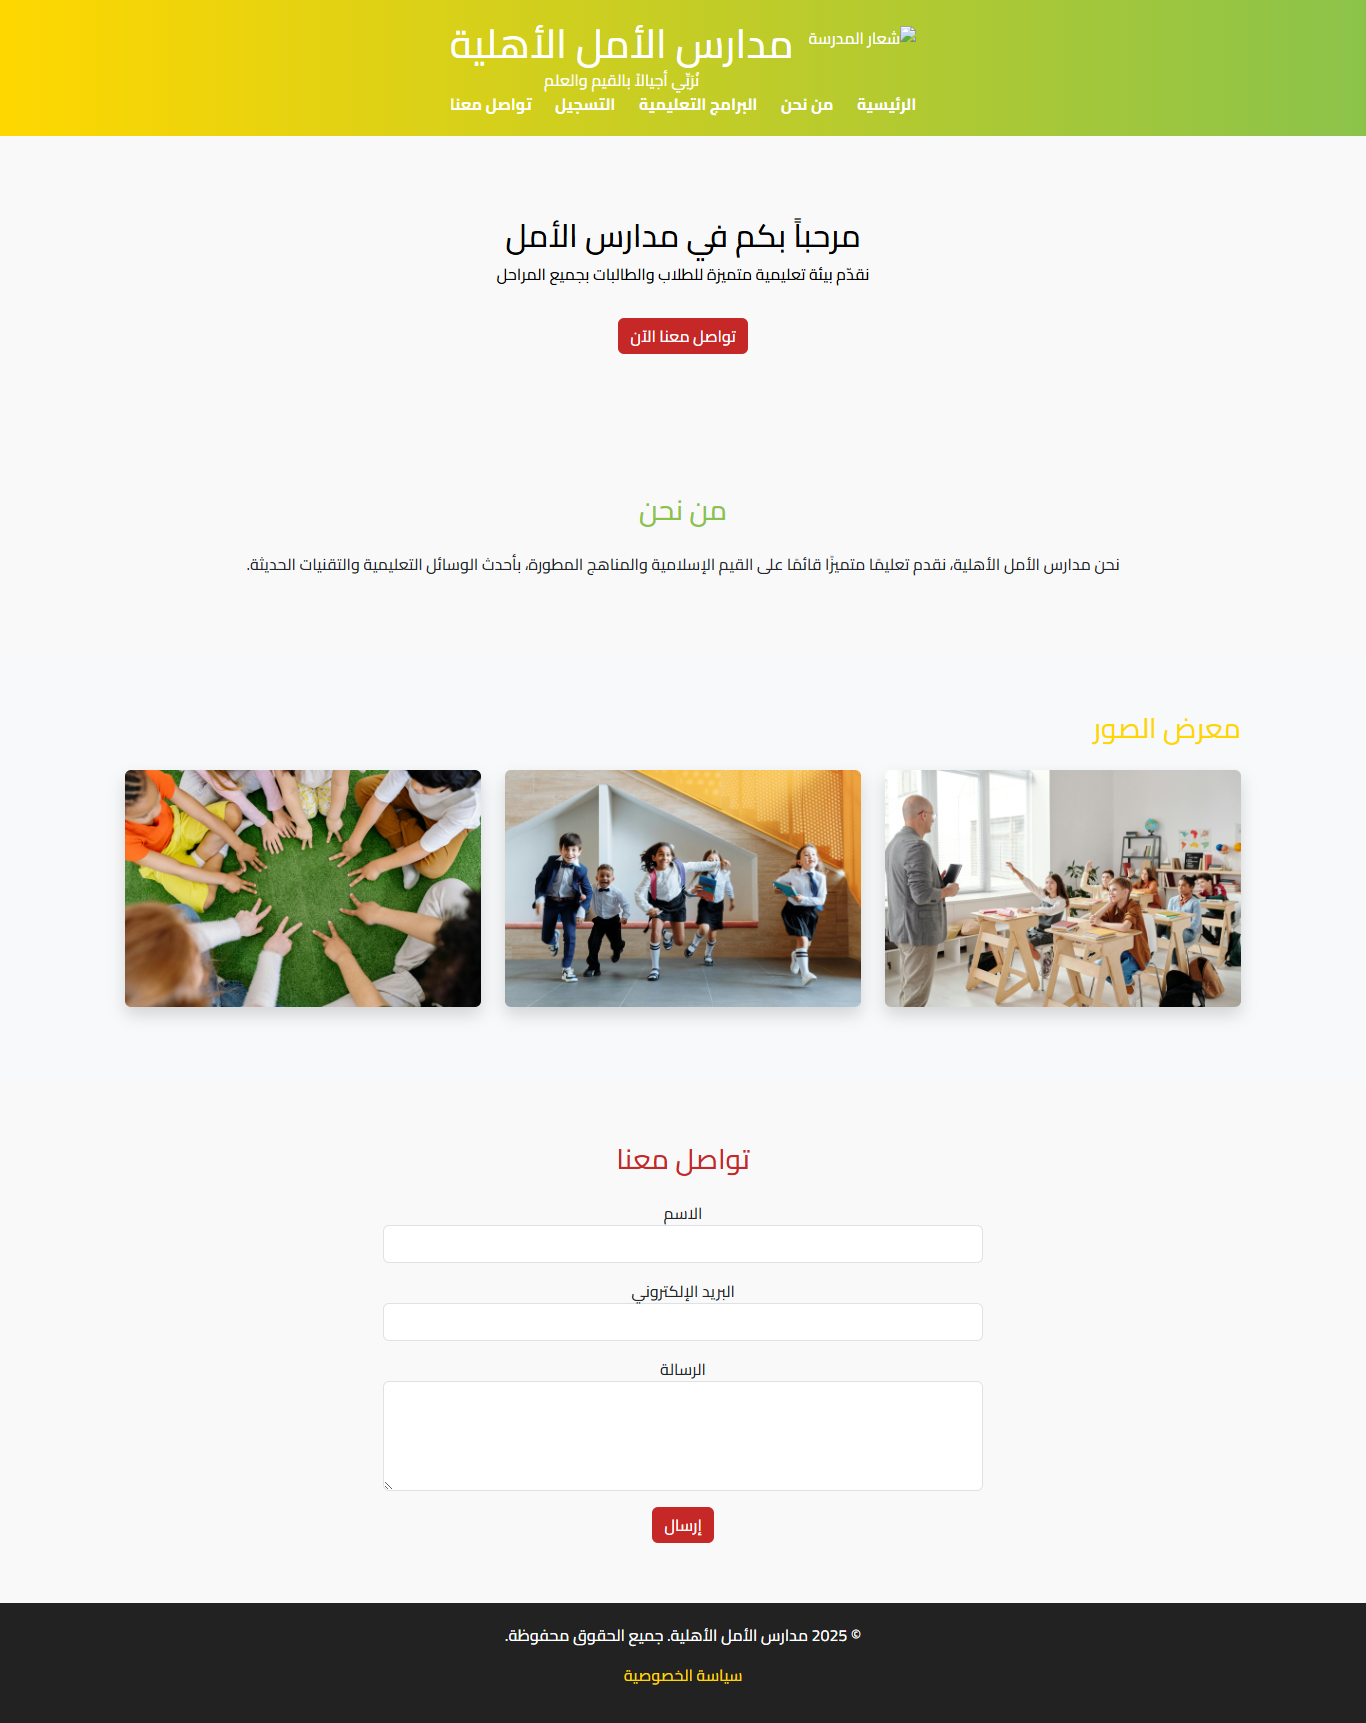 شعار المدرسة
مدارس الأمل الأهلية
نُرَبِّي أجيالاً بالقيم والعلم
الرئيسية من نحن البرامج التعليمية التسجيل تواصل معنا
مرحباً بكم في مدارس الأمل
نقدّم بيئة تعليمية متميزة للطلاب والطالبات بجميع المراحل
تواصل معنا الآن
من نحن
نحن مدارس الأمل الأهلية، نقدم تعليمًا متميزًا قائمًا على القيم الإسلامية والمناهج المطورة، بأحدث الوسائل التعليمية والتقنيات الحديثة.
معرض الصور
تواصل معنا
الاسم
البريد الإلكتروني
الرسالة
إرسال
© 2025 مدارس الأمل الأهلية. جميع الحقوق محفوظة.
سياسة الخصوصية